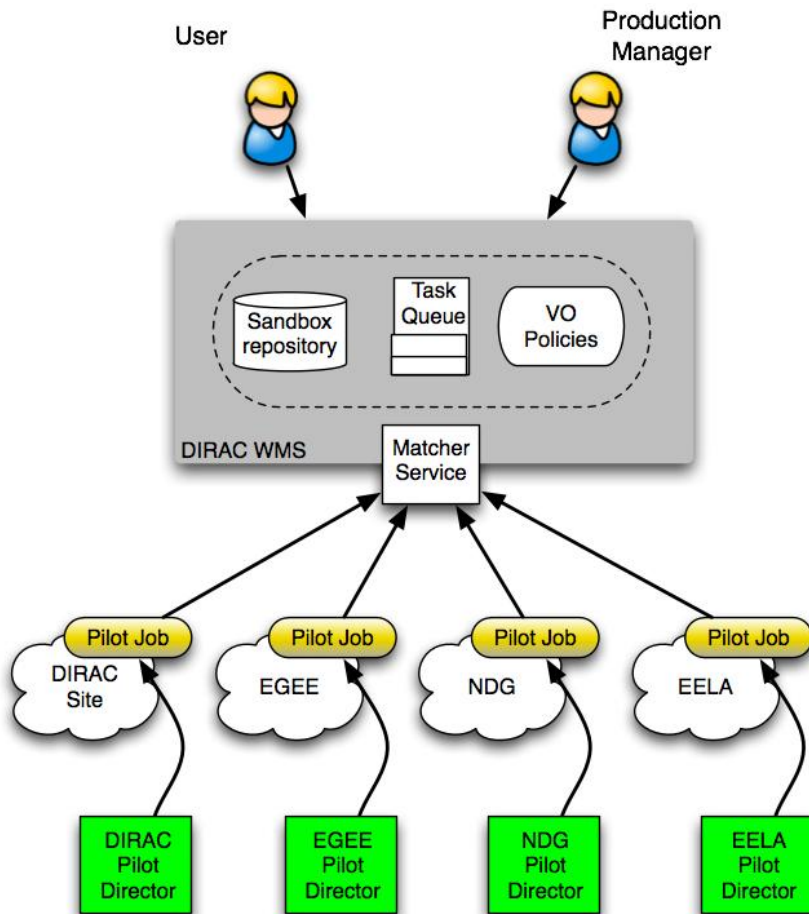 User
Production
Manager
Sandbox
repository
Task
Queue
VO
Policies
DIRAC WMS
Matcher
Service
Pilot Job
Pilot Job
Pilot Job
Pilot Job
DIRAC
Site
EGEE
NDG
EELA
DIRAC
Pilot
Director
EGEE
Pilot
Director
NDG
Pilot
Director
EELA
Pilot
Director